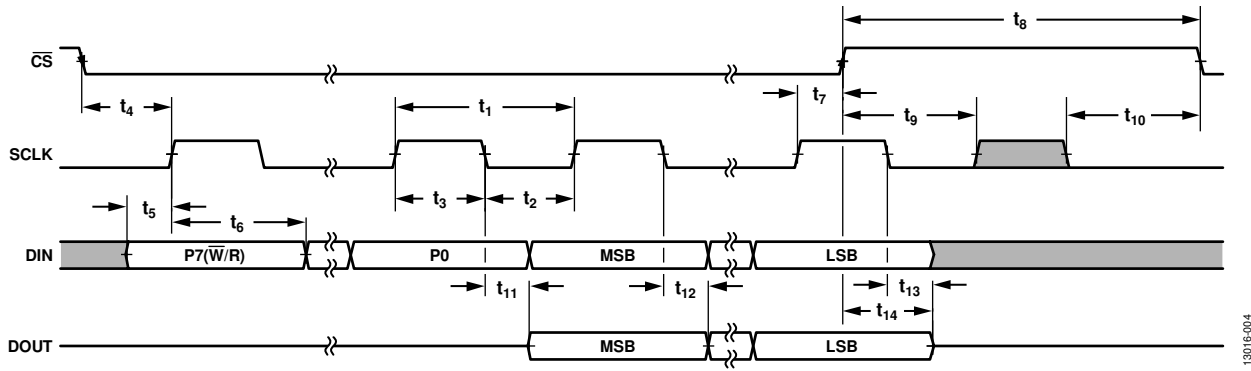 t8
CS
t4
t1
t7
t9
t10
SCLK
t3
t2
t5
t6
DIN
P7(W/R)
P0
MSB
LSB
t11
t12
t13
t14
DOUT
MSB
LSB
13016-004